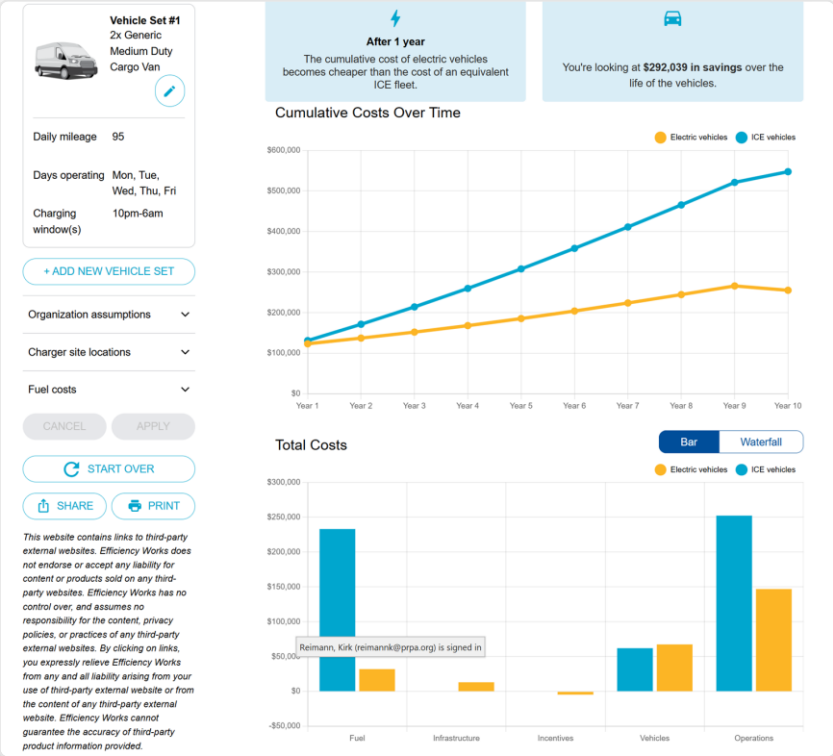 Vehicle Set #1
2x Generic
Medium Duty
Cargo Van
Daily mileage 95
Days operating Mon, Tue,
Wed, Thu, Fri
Charging 10pm-6am
window(s)
+ ADD NEW VEHICLE SET
Organization assumptions
Charger site locations
Fuel costs
CANCEL APPLY
START OVER
SHARE PRINT
This website contains links to third-party
external websites. Efficiency Works does
not endorse or accept any liability for
content or products sold on any third-
party websites. Efficiency Works has no
control over, and assumes no
responsibility for the content, privacy
policies, or practices of any third-party
external websites. By clicking on links,
you expressly relieve Efficiency Works
from any and all liability arising from your
use of third-party external website or from
the content of any third-party external
website. Efficiency Works cannot
guarantee the accuracy of third-party
product information provided.
After 1 year
The cumulative cost of electric vehicles
becomes cheaper than the cost of an equivalent
ICE fleet.
You're looking at $292,039 in savings over the
life of the vehicles.
Cumulative Costs Over Time
Electric vehicles ICE vehicles
$600,000
$500,000
$400,000
$300,000
$200,000
$100,000
$0
Year 1 Year 2 Year 3 Year 4 Year 5 Year 6 Year 7 Year 8 Year 9 Year 10
Total Costs
Bar Waterfall
Electric vehicles ICE vehicles
$300,000
$250,000
$200,000
$150,000
$100,000
Reimann, Kirk (reimannk@prpa.org) is signed in
$50,000
$0
-$50,000
Fuel Infrastructure Incentives Vehicles Operations